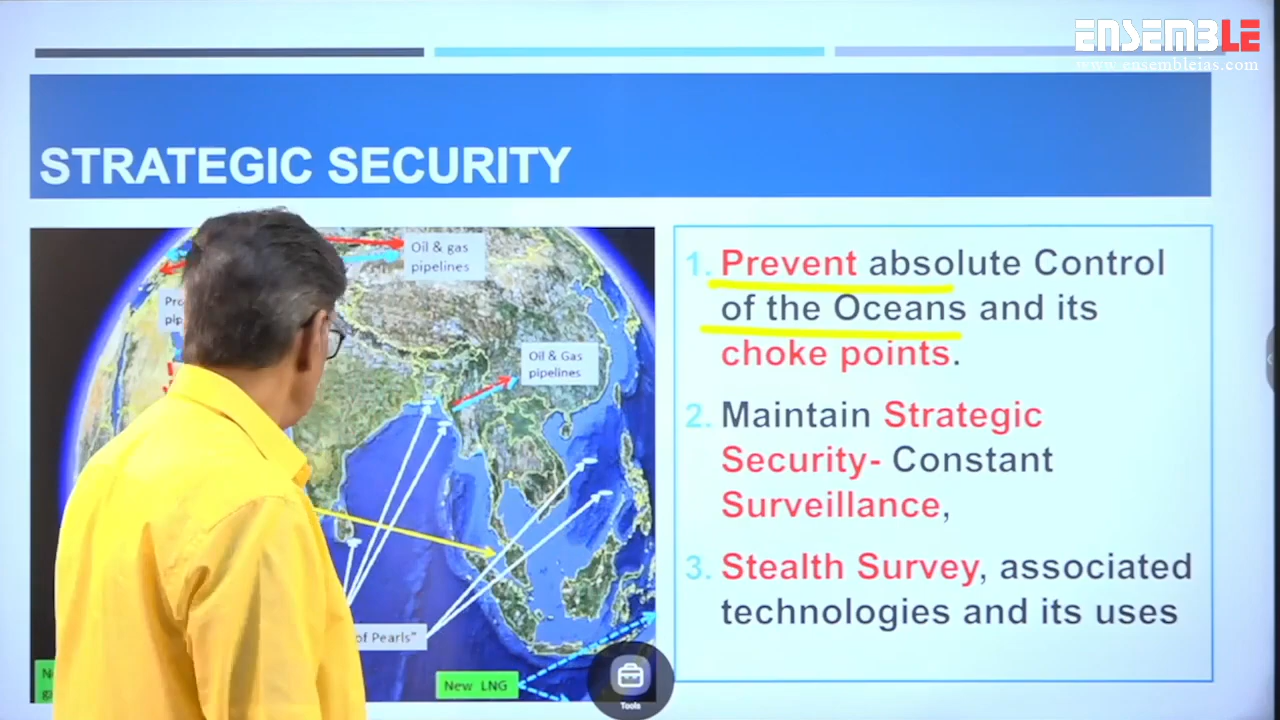 ENSEMBLE
www.ensembleias.com
STRATEGIC SECURITY
Oil & gas
pipelines
Oil & Gas
pipelines
of Pearls"
New LNG
Tools
1. Prevent absolute Control
of the Oceans and its
choke points.
2. Maintain Strategic
Security- Constant
Surveillance,
3. Stealth Survey, associated
technologies and its uses